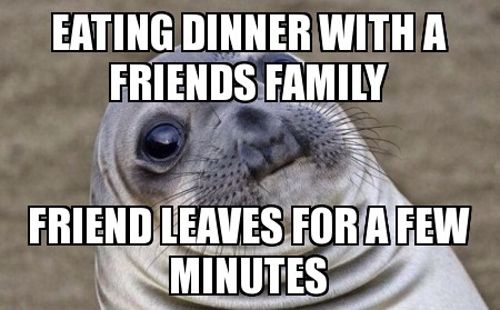 EATING DINNER WITH A
FRIENDS FAMILY
FRIEND LEAVES FOR A FEW
MINUTES